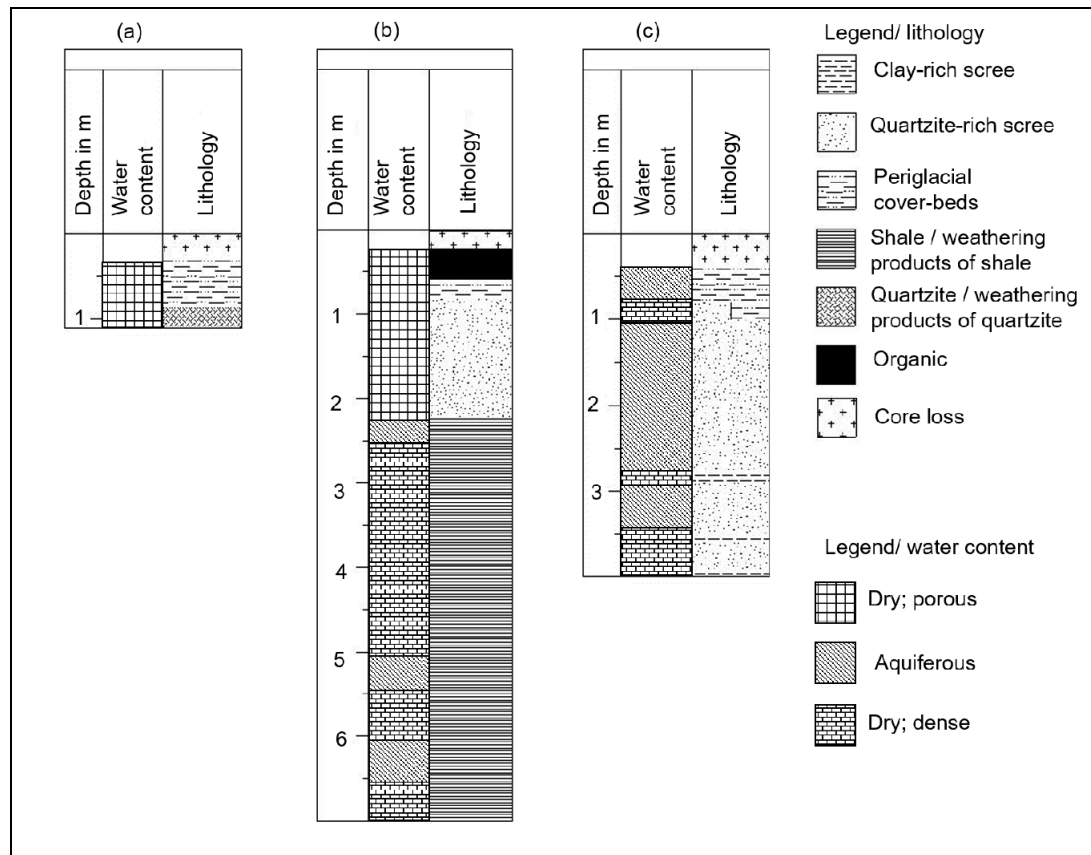 (a)
Depth in m
Water
content
Lithology
1
(b)
Depth in m
Water
content
Lithology
1
2
3
4
5
6
(c)
Depth in m
Water
content
Lithology
1
2
3
Legend/ lithology
Clay-rich scree
Quartzite-rich scree
Periglacial
cover-beds
Shale / weathering
products of shale
Quartzite / weathering
products of quartzite
Organic
Core loss
Legend/ water content
Dry; porous
Aquiferous
Dry; dense